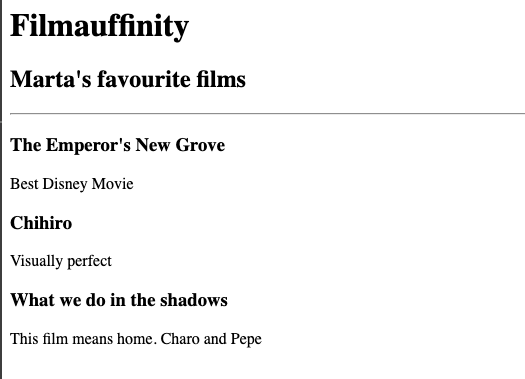 Filmauffinity
Marta's favourite films
The Emperor's New Grove
Best Disney Movie
Chihiro
Visually perfect
What we do in the shadows
This film means home. Charo and Pepe